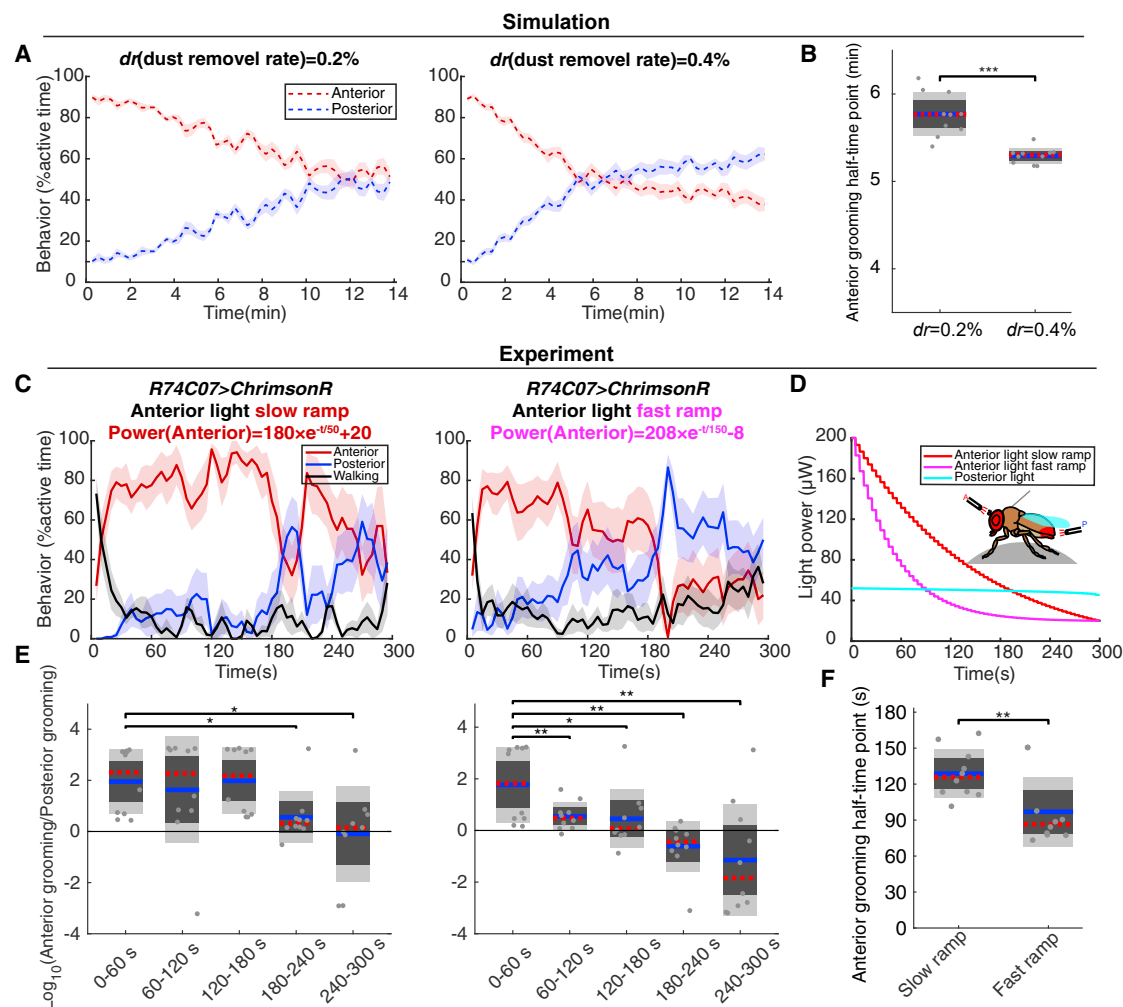 Simulation
A
dr(dust removel rate)=0.2%
Behavior (%active time)
100
80
60
40
20
0
Anterior
Posterior
0 2 4 6 8 10 12 14
Time(min)
dr(dust removel rate)=0.4%
100
80
60
40
20
0
0 2 4 6 8 10 12 14
Time(min)
B
Anterior grooming half-time point (min)
6
5
4
***
dr=0.2% dr=0.4%
Experiment
C
R74C07>ChrimsonR
Anterior light slow ramp
Power(Anterior)=180×e-t/50+20
Behavior (%active time)
100
80
60
40
20
0
Anterior
Posterior
Walking
0 60 120 180 240 300
Time(s)
R74C07>ChrimsonR
Anterior light fast ramp
Power(Anterior)=208×e-t/150-8
100
80
60
40
20
0
0 60 120 180 240 300
Time(s)
D
Light power (μW)
200
160
120
80
40
0
Anterior light slow ramp
Anterior light fast ramp
Posterior light
A
P
0 60 120 180 240 300
Time(s)
E
Log10(Anterior grooming/Posterior grooming)
4
2
0
-2
-4
*
*
0-60 s 60-120 s 120-180 s 180-240 s 240-300 s
4
2
0
-2
-4
**
**
*
**
0-60 s 60-120 s 120-180 s 180-240 s 240-300 s
F
Anterior grooming half-time point (s)
180
150
120
90
60
30
0
**
Slow ramp Fast ramp